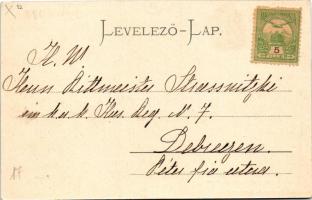 LEVELEZŐ-LAP.
5
H. W
Herrn Rittmeister Strassnitzki
im k.u.k. Hus. Reg. N. 7.
Debreczen.
Péter fia utcza.